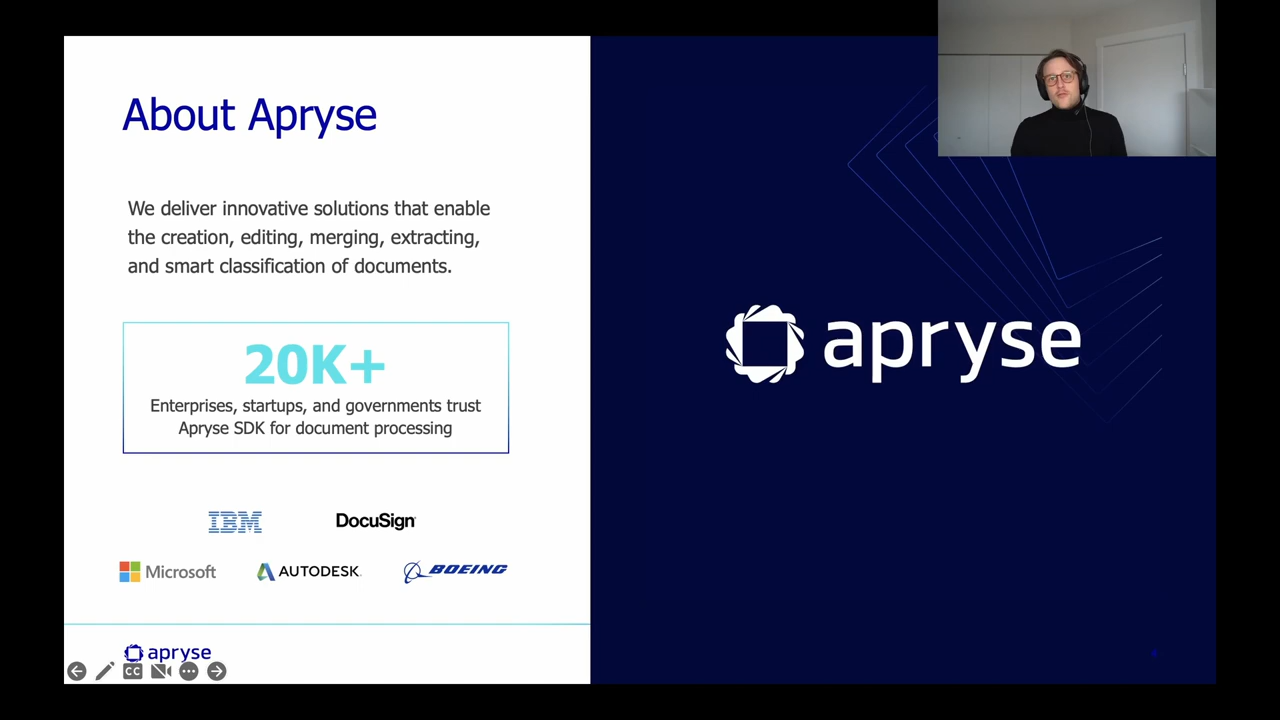 About Apryse
We deliver innovative solutions that enable
the creation, editing, merging, extracting,
and smart classification of documents.
20K+
Enterprises, startups, and governments trust
Apryse SDK for document processing
IBM
DocuSign
Microsoft
AUTODESK.
BOEING
apryse
CC
apryse